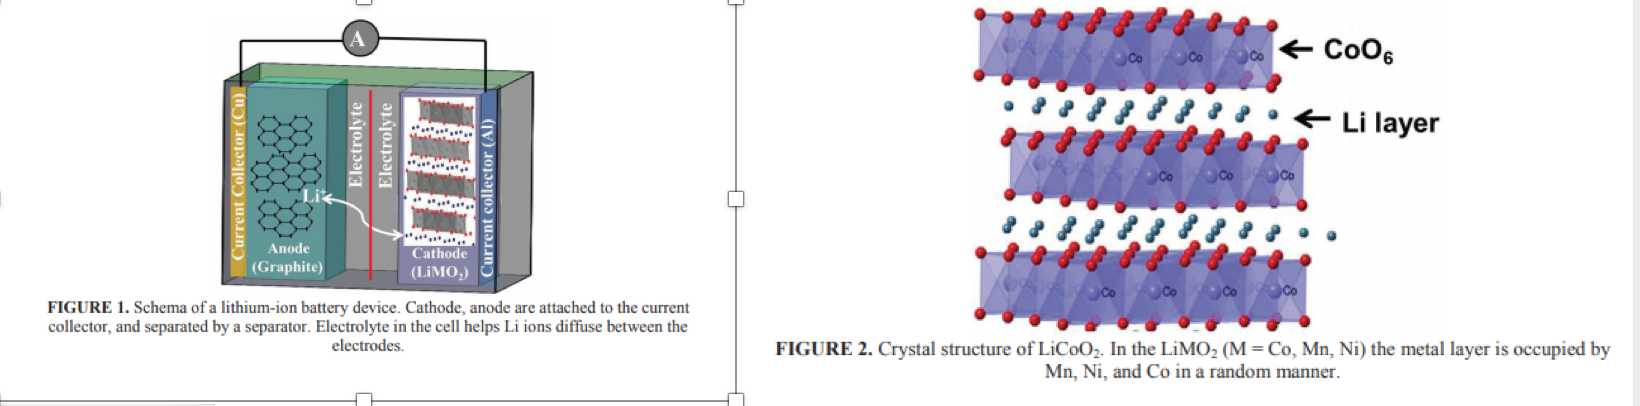 A
Current Collector (Cu)
Electrolyte
Electrolyte
Current collector (Al)
Li+
Anode
(Graphite)
Cathode
(LiMO₂)
FIGURE 1. Schema of a lithium-ion battery device. Cathode, anode are attached to the current
collector, and separated by a separator. Electrolyte in the cell helps Li ions diffuse between the
electrodes.
Co
Co
Co
CoO₆
Li layer
Co
Co
Co
Co
Co
Co
Co
FIGURE 2. Crystal structure of LiCoO₂. In the LiMO₂ (M = Co, Mn, Ni) the metal layer is occupied by
Mn, Ni, and Co in a random manner.